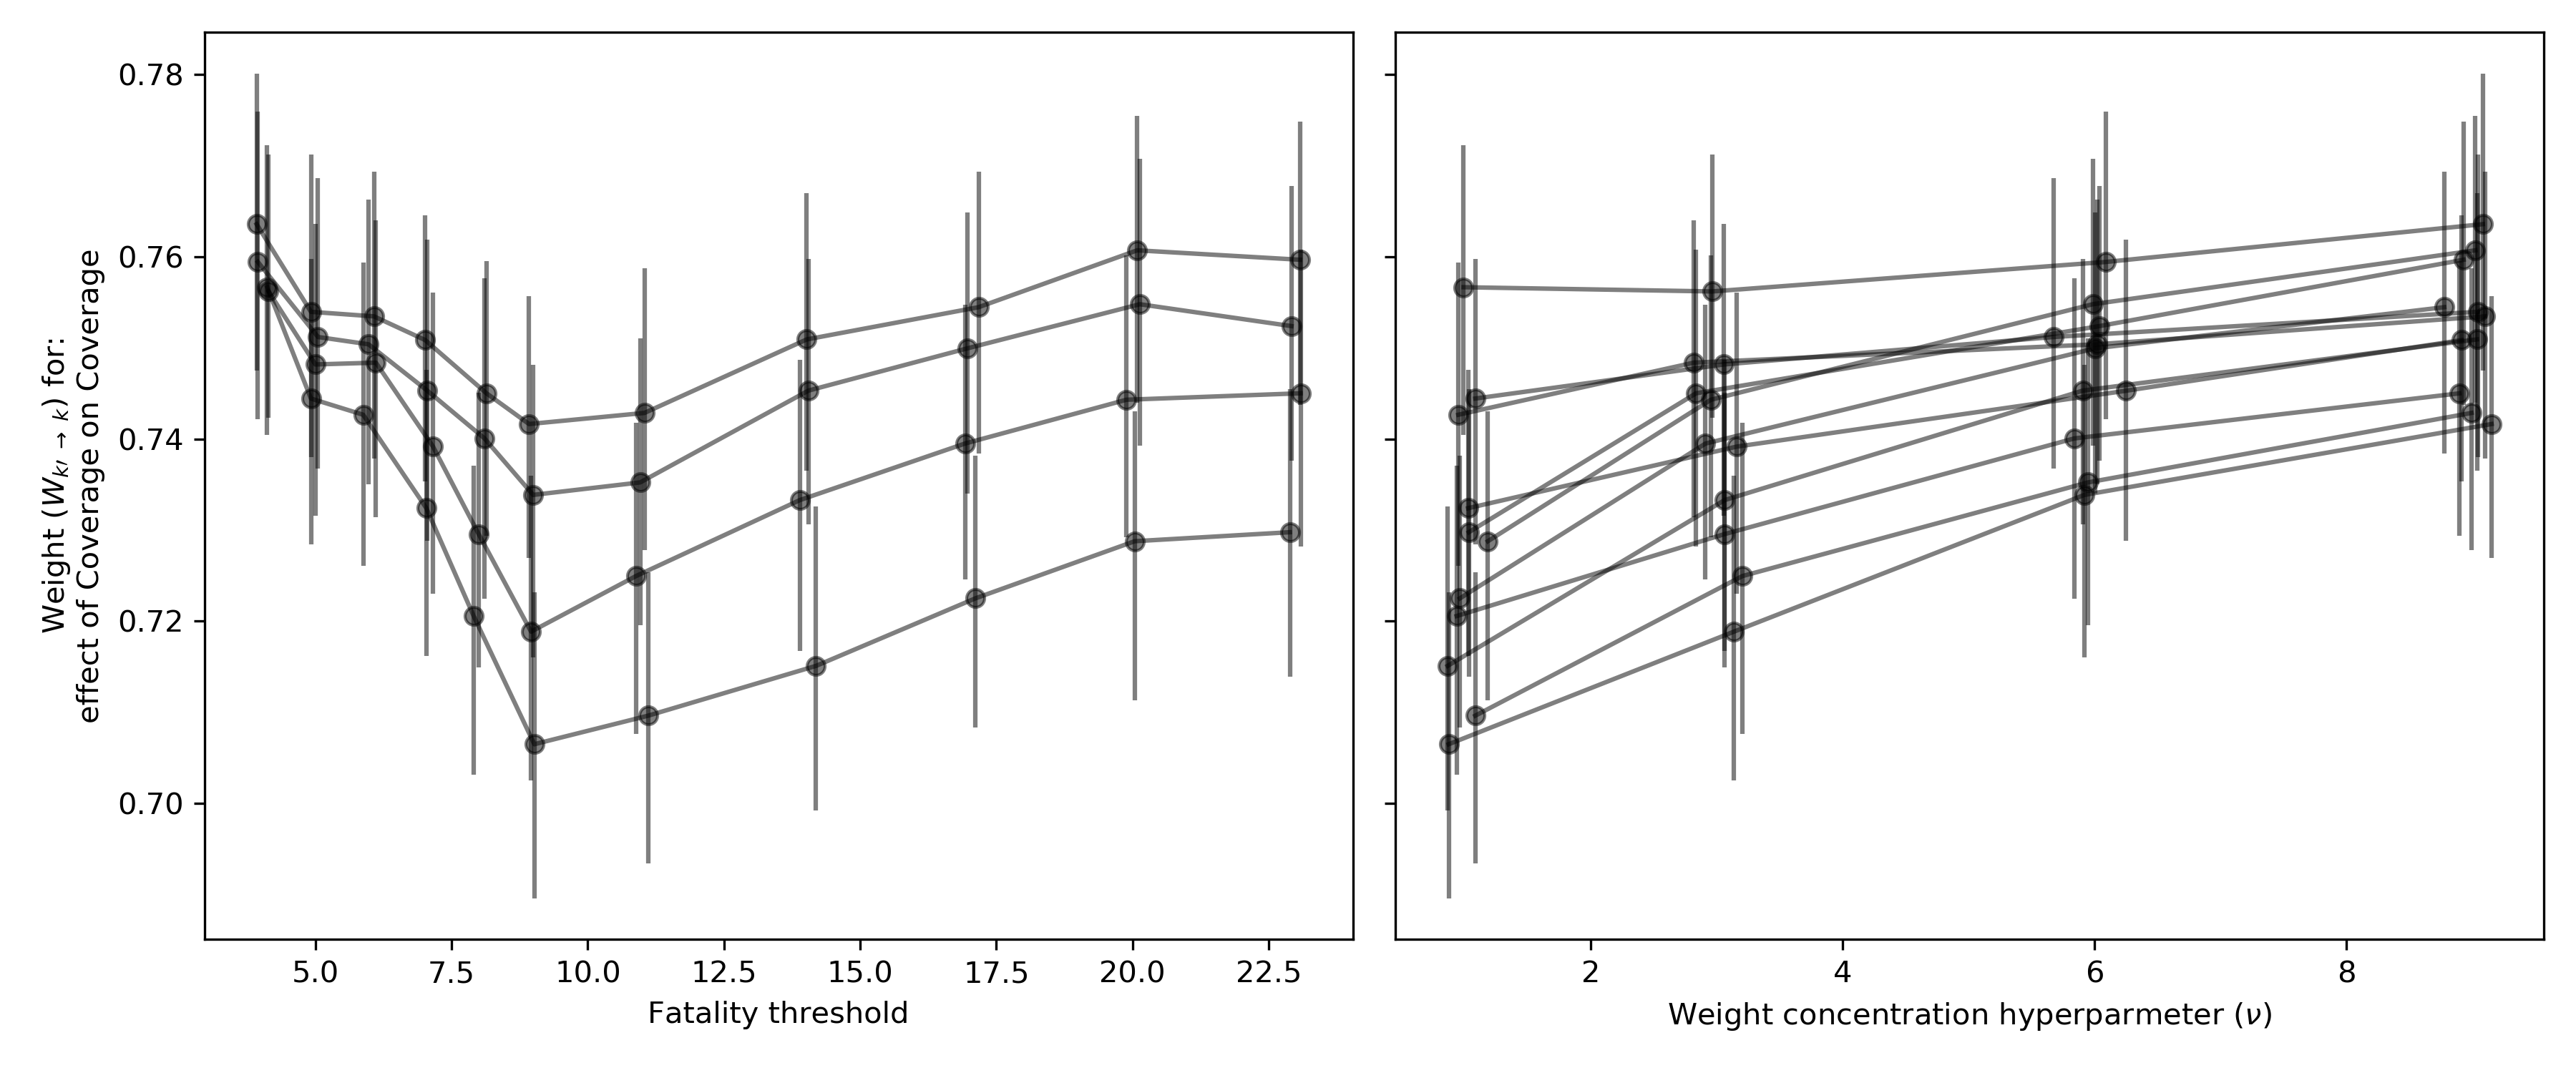 Weight (W_{k′ → k}) for:
effect of Coverage on Coverage
0.78
0.76
0.74
0.72
0.70
5.0 7.5 10.0 12.5 15.0 17.5 20.0 22.5
Fatality threshold
2 4 6 8
Weight concentration hyperparmeter (ν)